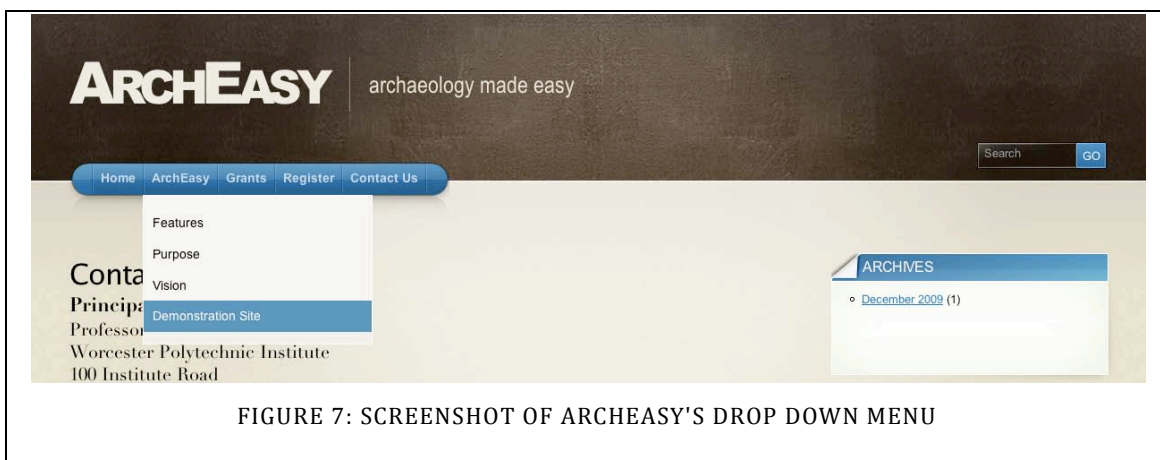 ARCHEASY archaeology made easy
Search GO
Home ArchEasy Grants Register Contact Us
Features
Purpose
Vision
Demonstration Site
ARCHIVES
December 2009 (1)
Worcester Polytechnic Institute
100 Institute Road
FIGURE 7: SCREENSHOT OF ARCHEASY'S DROP DOWN MENU